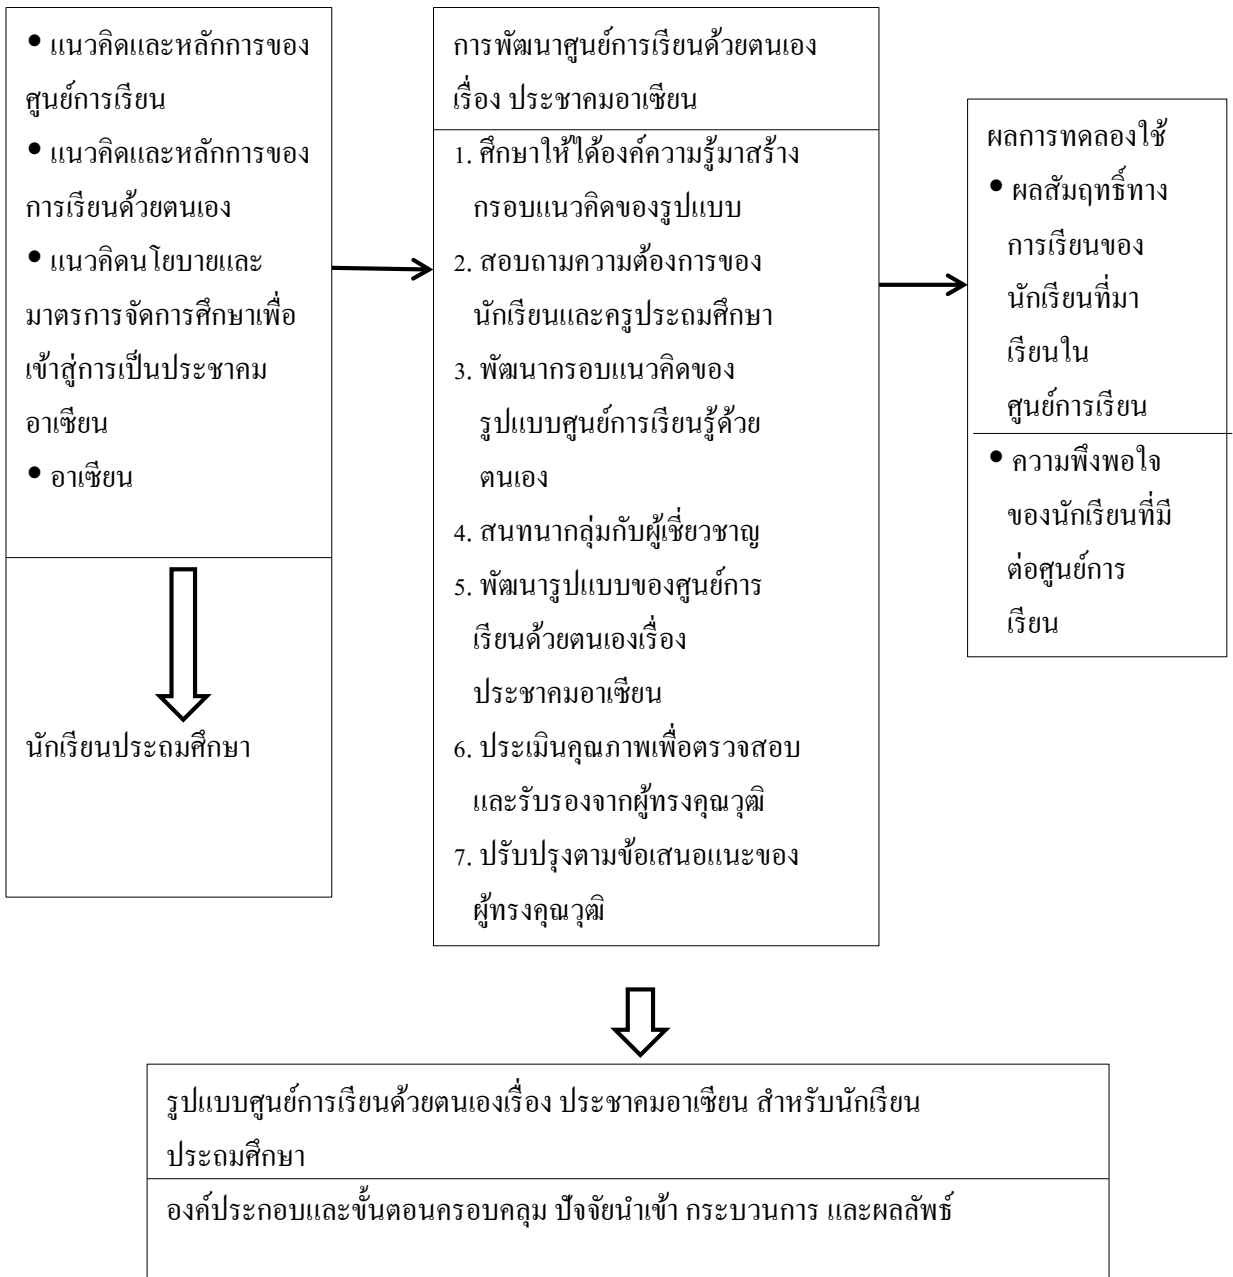 • แนวคิดและหลักการของ
ศูนย์การเรียน
• แนวคิดและหลักการของ
การเรียนด้วยตนเอง
• แนวคิดนโยบายและ
มาตรการจัดการศึกษาเพื่อ
เข้าสู่การเป็นประชาคม
อาเซียน
• อาเซียน
นักเรียนประถมศึกษา
การพัฒนาศูนย์การเรียนด้วยตนเอง
เรื่อง ประชาคมอาเซียน
1. ศึกษาให้ได้องค์ความรู้มาสร้าง
กรอบแนวคิดของรูปแบบ
2. สอบถามความต้องการของ
นักเรียนและครูประถมศึกษา
3. พัฒนากรอบแนวคิดของ
รูปแบบศูนย์การเรียนรู้ด้วย
ตนเอง
4. สนทนากลุ่มกับผู้เชี่ยวชาญ
5. พัฒนารูปแบบของศูนย์การ
เรียนด้วยตนเองเรื่อง
ประชาคมอาเซียน
6. ประเมินคุณภาพเพื่อตรวจสอบ
และรับรองจากผู้ทรงคุณวุฒิ
7. ปรับปรุงตามข้อเสนอแนะของ
ผู้ทรงคุณวุฒิ
ผลการทดลองใช้
• ผลสัมฤทธิ์ทาง
การเรียนของ
นักเรียนที่มา
เรียนใน
ศูนย์การเรียน
• ความพึงพอใจ
ของนักเรียนที่มี
ต่อศูนย์การ
เรียน
รูปแบบศูนย์การเรียนด้วยตนเองเรื่อง ประชาคมอาเซียน สำหรับนักเรียน
ประถมศึกษา
องค์ประกอบและขั้นตอนครอบคลุม ปัจจัยนำเข้า กระบวนการ และผลลัพธ์